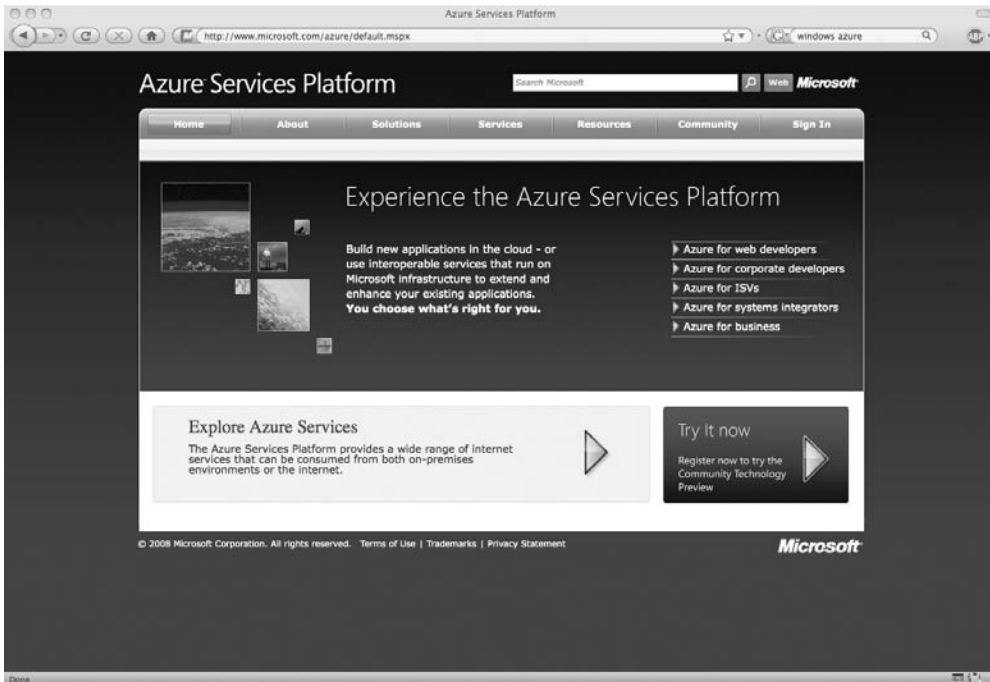 Azure Services Platform
http://www.microsoft.com/azure/default.mspx
windows azure
ABP
Azure Services Platform
Search Microsoft
Web
Microsoft
Home
About
Solutions
Services
Resources
Community
Sign In
Experience the Azure Services Platform
Build new applications in the cloud - or
use interoperable services that run on
Microsoft infrastructure to extend and
enhance your existing applications.
You choose what's right for you.
Azure for web developers
Azure for corporate developers
Azure for ISVs
Azure for systems integrators
Azure for business
Explore Azure Services
The Azure Services Platform provides a wide range of internet
services that can be consumed from both on-premises
environments or the internet.
Try It now
Register now to try the
Community Technology
Preview
© 2008 Microsoft Corporation. All rights reserved. Terms of Use | Trademarks | Privacy Statement
Microsoft
Done